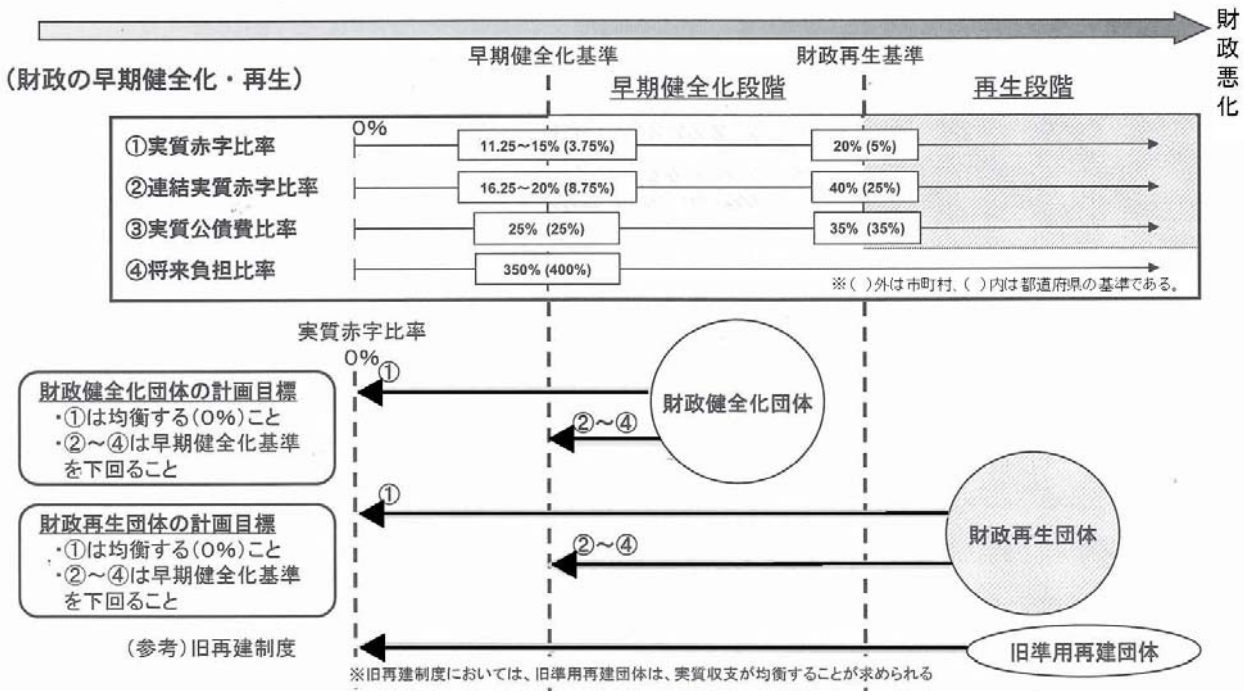 財政悪化
早期健全化基準
財政再生基準
(財政の早期健全化・再生)
早期健全化段階
再生段階
0%
①実質赤字比率
11.25～15% (3.75%)
20% (5%)
②連結実質赤字比率
16.25～20% (8.75%)
40% (25%)
③実質公債費比率
25% (25%)
35% (35%)
④将来負担比率
350% (400%)
※( )外は市町村、( )内は都道府県の基準である。
実質赤字比率
0%
財政健全化団体の計画目標
・①は均衡する(0%)こと
・②～④は早期健全化基準
を下回ること
①
②～④
財政健全化団体
財政再生団体の計画目標
・①は均衡する(0%)こと
・②～④は早期健全化基準
を下回ること
①
②～④
財政再生団体
(参考)旧再建制度
旧準用再建団体
※旧再建制度においては、旧準用再建団体は、実質収支が均衡することが求められる